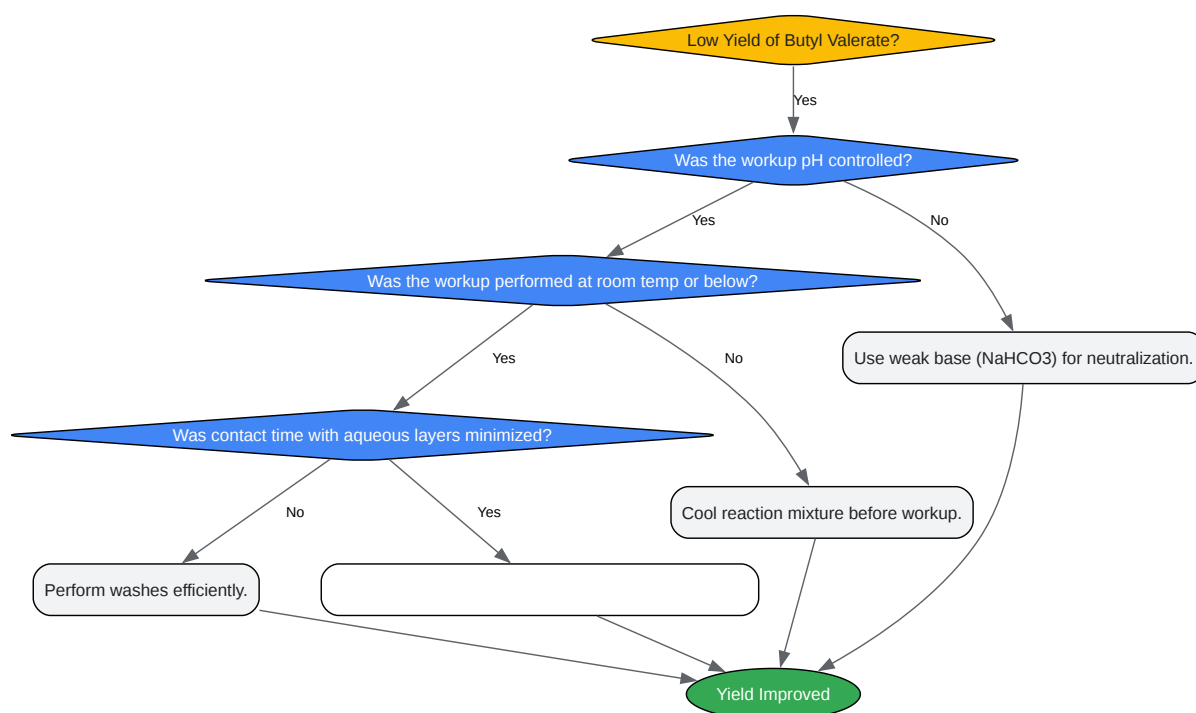 Low Yield of Butyl Valerate?
Yes
Was the workup pH controlled?
Yes
No
Was the workup performed at room temp or below?
Yes
No
Use weak base (NaHCO3) for neutralization.
Was contact time with aqueous layers minimized?
No
Yes
Cool reaction mixture before workup.
Perform washes efficiently.
Yield Improved